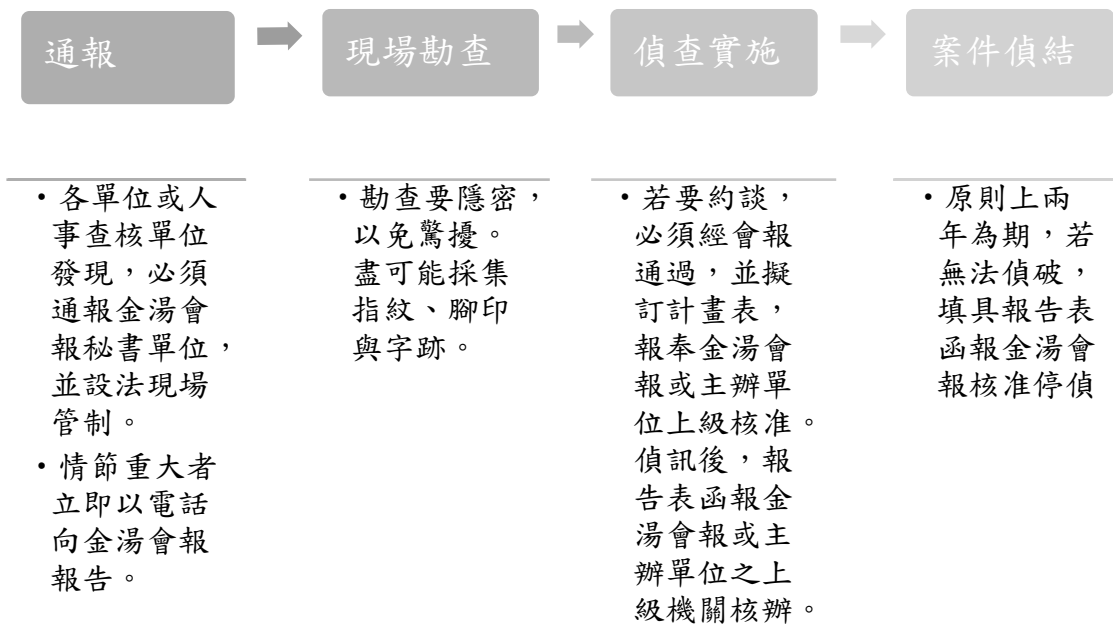 通報
現場勘查
偵查實施
案件偵結
•各單位或人
事查核單位
發現，必須
通報金湯會
報秘書單位，
並設法現場
管制。
•情節重大者
立即以電話
向金湯會報
報告。
•勘查要隱密，
以免驚擾。
盡可能採集
指紋、腳印
與字跡。
•若要約談，
必須經會報
通過，並擬
訂計畫表，
報奉金湯會
報或主辦單
位上級核准。
偵訊後，報
告表函報金
湯會報或主
辦單位之上
級機關核辦。
•原則上兩
年為期，若
無法偵破，
填具報告表
函報金湯會
報核准停偵